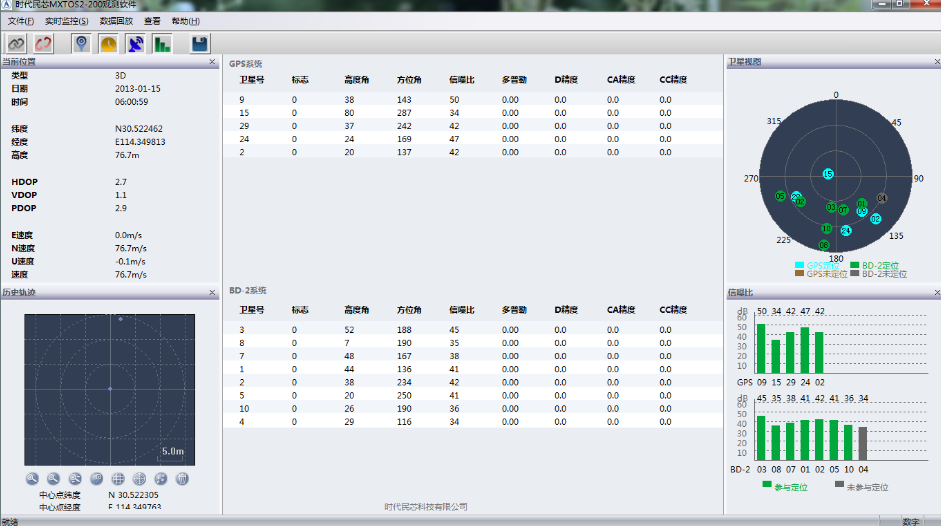 时代民芯MXTOS2-200观测软件
文件(F) 实时监控(S) 数据回放 查看 帮助(H)
当前位置
类型 3D
日期 2013-01-15
时间 06:00:59
纬度 N30.522462
经度 E114.349813
高度 76.7m
HDOP 2.7
VDOP 1.1
PDOP 2.9
E速度 0.0m/s
N速度 76.7m/s
U速度 -0.1m/s
速度 76.7m/s
历史轨迹
5.0m
中心点纬度 N 30.522305
中心点经度 E 114.349763
GPS系统
卫星号 标志 高度角 方位角 信噪比 多普勒 D精度 CA精度 CC精度
9 0 38 143 50 0.00 0.0 0.0 0.0
15 0 80 287 34 0.00 0.0 0.0 0.0
29 0 37 242 42 0.00 0.0 0.0 0.0
24 0 24 169 47 0.00 0.0 0.0 0.0
2 0 20 137 42 0.00 0.0 0.0 0.0
BD-2系统
卫星号 标志 高度角 方位角 信噪比 多普勒 D精度 CA精度 CC精度
3 0 52 188 45 0.00 0.0 0.0 0.0
8 0 7 190 35 0.00 0.0 0.0 0.0
7 0 48 167 38 0.00 0.0 0.0 0.0
1 0 44 136 41 0.00 0.0 0.0 0.0
2 0 38 234 42 0.00 0.0 0.0 0.0
5 0 20 250 41 0.00 0.0 0.0 0.0
10 0 26 190 36 0.00 0.0 0.0 0.0
4 0 29 116 34 0.00 0.0 0.0 0.0
时代民芯科技有限公司
卫星视图
0
315 45
15
270 90
05 29 02 03 07 01 09 04 02
10 24
08
225 135
180
GPS定位 BD-2定位
GPS未定位 BD-2未定位
信噪比
dB 50 34 42 47 42
60
50
40
30
20
10
GPS 09 15 29 24 02
dB 45 35 38 41 42 41 36 34
60
50
40
30
20
10
BD-2 03 08 07 01 02 05 10 04
参与定位 未参与定位
就绪 数字